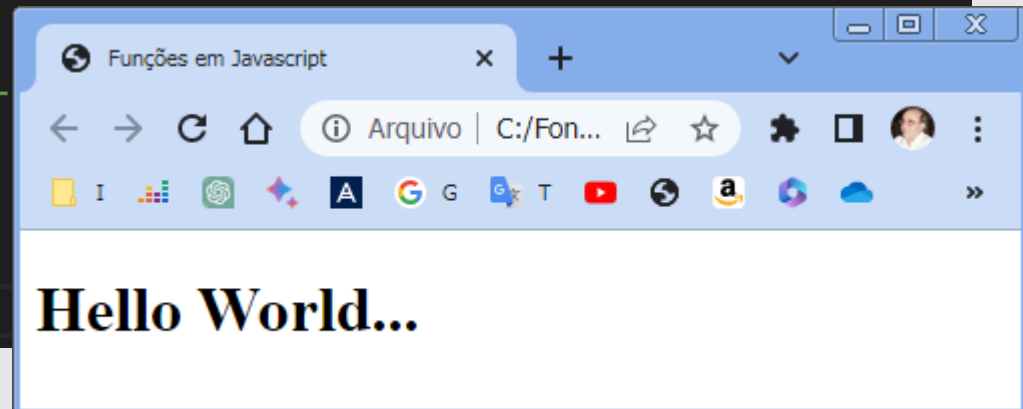 Funções em Javascript
Arquivo | C:/Fon...
I A G G T a
Hello World...